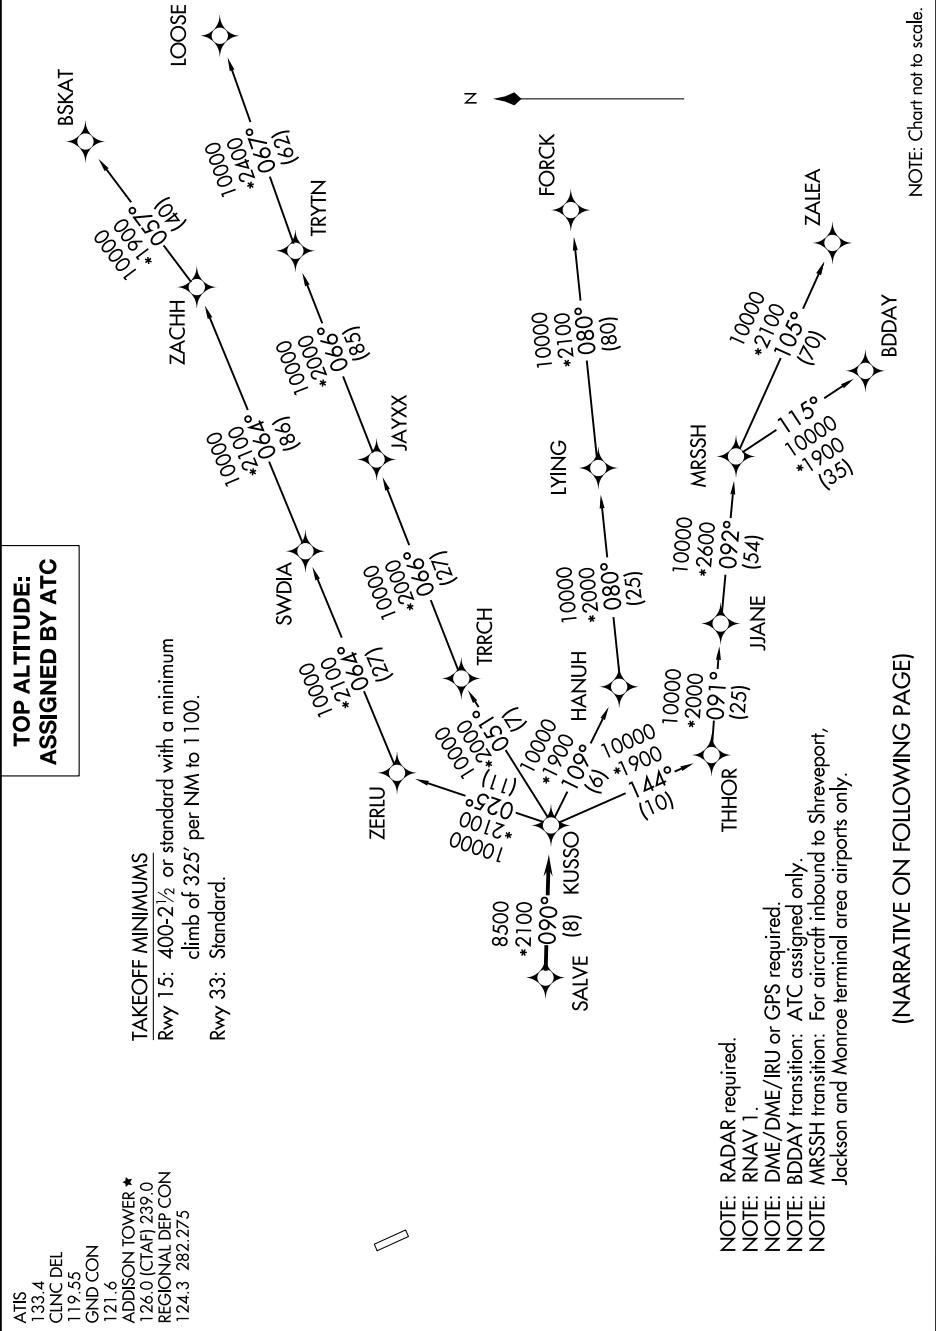 TOP ALTITUDE:
ASSIGNED BY ATC
ATIS
133.4
CLNC DEL
119.55
GND CON
121.6
ADDISON TOWER ★
126.0 (CTAF) 239.0
REGIONAL DEP CON
124.3 282.275
TAKEOFF MINIMUMS
Rwy 15: 400-2½ or standard with a minimum
climb of 325' per NM to 1100.
Rwy 33: Standard.
SALVE
8500
*2100
090°
(8)
KUSSO
10000
*2100
025°
(11)
ZERLU
10000
*2100
064°
(27)
SWDIA
10000
*2100
064°
(86)
ZACHH
10000
*1900
057°
(40)
BSKAT
10000
*2000
051°
(7)
TRRCH
10000
*2000
066°
(27)
JAYXX
10000
*2000
066°
(85)
TRYTN
10000
*2400
067°
(62)
LOOSE
10000
*1900
109°
(6)
HANUH
10000
*2000
080°
(25)
LYING
10000
*2100
080°
(80)
FORCK
10000
*1900
144°
(10)
THHOR
10000
*2000
091°
(25)
JJANE
10000
*2600
092°
(54)
MRSSH
10000
*2100
105°
(70)
ZALEA
115°
10000
*1900
(35)
BDDAY
N
NOTE: RADAR required.
NOTE: RNAV 1.
NOTE: DME/DME/IRU or GPS required.
NOTE: BDDAY transition: ATC assigned only.
NOTE: MRSSH transition: For aircraft inbound to Shreveport,
Jackson and Monroe terminal area airports only.
(NARRATIVE ON FOLLOWING PAGE)
NOTE: Chart not to scale.